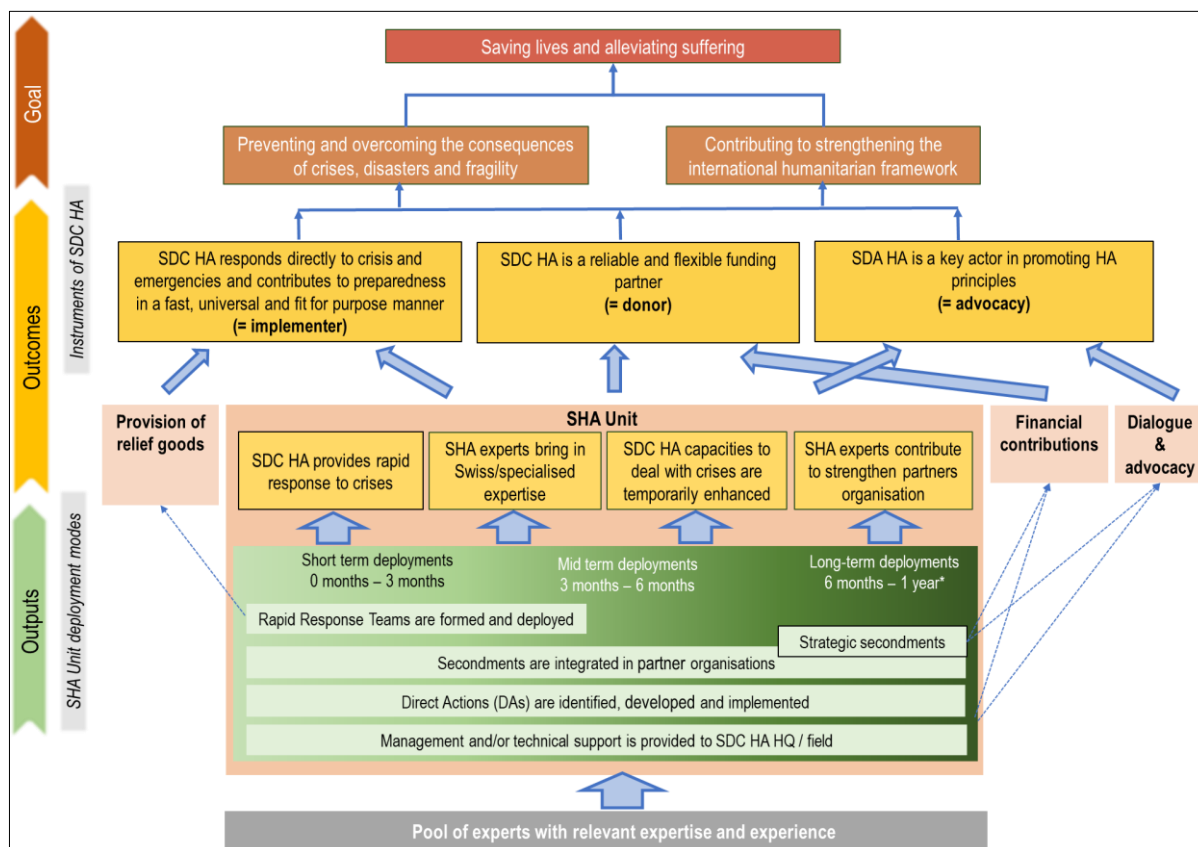 Goal
Saving lives and alleviating suffering
Preventing and overcoming the consequences
of crises, disasters and fragility
Contributing to strengthening the
international humanitarian framework
Outcomes
Instruments of SDC HA
SDC HA responds directly to crisis and
emergencies and contributes to preparedness
in a fast, universal and fit for purpose manner
(= implementer)
SDC HA is a reliable and flexible funding
partner
(= donor)
SDA HA is a key actor in promoting HA
principles
(= advocacy)
Provision of
relief goods
SHA Unit
Financial
contributions
Dialogue
&
advocacy
SDC HA provides rapid
response to crises
SHA experts bring in
Swiss/specialised
expertise
SDC HA capacities to
deal with crises are
temporarily enhanced
SHA experts contribute
to strengthen partners
organisation
Outputs
SHA Unit deployment modes
Short term deployments
0 months – 3 months
Mid term deployments
3 months – 6 months
Long-term deployments
6 months – 1 year*
Rapid Response Teams are formed and deployed
Strategic secondments
Secondments are integrated in partner organisations
Direct Actions (DAs) are identified, developed and implemented
Management and/or technical support is provided to SDC HA HQ / field
Pool of experts with relevant expertise and experience